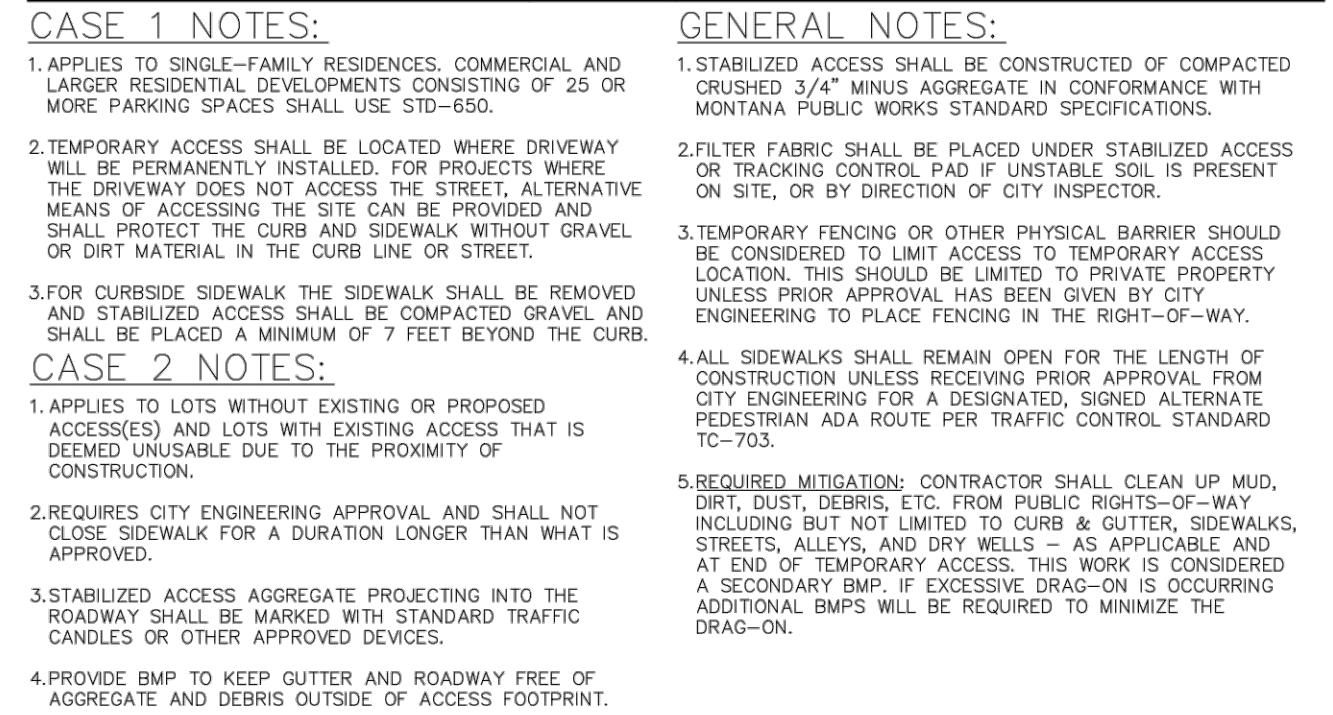 CASE 1 NOTES:
1. APPLIES TO SINGLE-FAMILY RESIDENCES. COMMERCIAL AND
LARGER RESIDENTIAL DEVELOPMENTS CONSISTING OF 25 OR
MORE PARKING SPACES SHALL USE STD-650.
2. TEMPORARY ACCESS SHALL BE LOCATED WHERE DRIVEWAY
WILL BE PERMANENTLY INSTALLED. FOR PROJECTS WHERE
THE DRIVEWAY DOES NOT ACCESS THE STREET, ALTERNATIVE
MEANS OF ACCESSING THE SITE CAN BE PROVIDED AND
SHALL PROTECT THE CURB AND SIDEWALK WITHOUT GRAVEL
OR DIRT MATERIAL IN THE CURB LINE OR STREET.
3. FOR CURBSIDE SIDEWALK THE SIDEWALK SHALL BE REMOVED
AND STABILIZED ACCESS SHALL BE COMPACTED GRAVEL AND
SHALL BE PLACED A MINIMUM OF 7 FEET BEYOND THE CURB.
CASE 2 NOTES:
1. APPLIES TO LOTS WITHOUT EXISTING OR PROPOSED
ACCESS(ES) AND LOTS WITH EXISTING ACCESS THAT IS
DEEMED UNUSABLE DUE TO THE PROXIMITY OF
CONSTRUCTION.
2. REQUIRES CITY ENGINEERING APPROVAL AND SHALL NOT
CLOSE SIDEWALK FOR A DURATION LONGER THAN WHAT IS
APPROVED.
3. STABILIZED ACCESS AGGREGATE PROJECTING INTO THE
ROADWAY SHALL BE MARKED WITH STANDARD TRAFFIC
CANDLES OR OTHER APPROVED DEVICES.
4. PROVIDE BMP TO KEEP GUTTER AND ROADWAY FREE OF
AGGREGATE AND DEBRIS OUTSIDE OF ACCESS FOOTPRINT.
GENERAL NOTES:
1. STABILIZED ACCESS SHALL BE CONSTRUCTED OF COMPACTED
CRUSHED 3/4" MINUS AGGREGATE IN CONFORMANCE WITH
MONTANA PUBLIC WORKS STANDARD SPECIFICATIONS.
2. FILTER FABRIC SHALL BE PLACED UNDER STABILIZED ACCESS
OR TRACKING CONTROL PAD IF UNSTABLE SOIL IS PRESENT
ON SITE, OR BY DIRECTION OF CITY INSPECTOR.
3. TEMPORARY FENCING OR OTHER PHYSICAL BARRIER SHOULD
BE CONSIDERED TO LIMIT ACCESS TO TEMPORARY ACCESS
LOCATION. THIS SHOULD BE LIMITED TO PRIVATE PROPERTY
UNLESS PRIOR APPROVAL HAS BEEN GIVEN BY CITY
ENGINEERING TO PLACE FENCING IN THE RIGHT-OF-WAY.
4. ALL SIDEWALKS SHALL REMAIN OPEN FOR THE LENGTH OF
CONSTRUCTION UNLESS RECEIVING PRIOR APPROVAL FROM
CITY ENGINEERING FOR A DESIGNATED, SIGNED ALTERNATE
PEDESTRIAN ADA ROUTE PER TRAFFIC CONTROL STANDARD
TC-703.
5. REQUIRED MITIGATION: CONTRACTOR SHALL CLEAN UP MUD,
DIRT, DUST, DEBRIS, ETC. FROM PUBLIC RIGHTS-OF-WAY
INCLUDING BUT NOT LIMITED TO CURB & GUTTER, SIDEWALKS,
STREETS, ALLEYS, AND DRY WELLS – AS APPLICABLE AND
AT END OF TEMPORARY ACCESS. THIS WORK IS CONSIDERED
A SECONDARY BMP. IF EXCESSIVE DRAG-ON IS OCCURRING
ADDITIONAL BMPS WILL BE REQUIRED TO MINIMIZE THE
DRAG-ON.